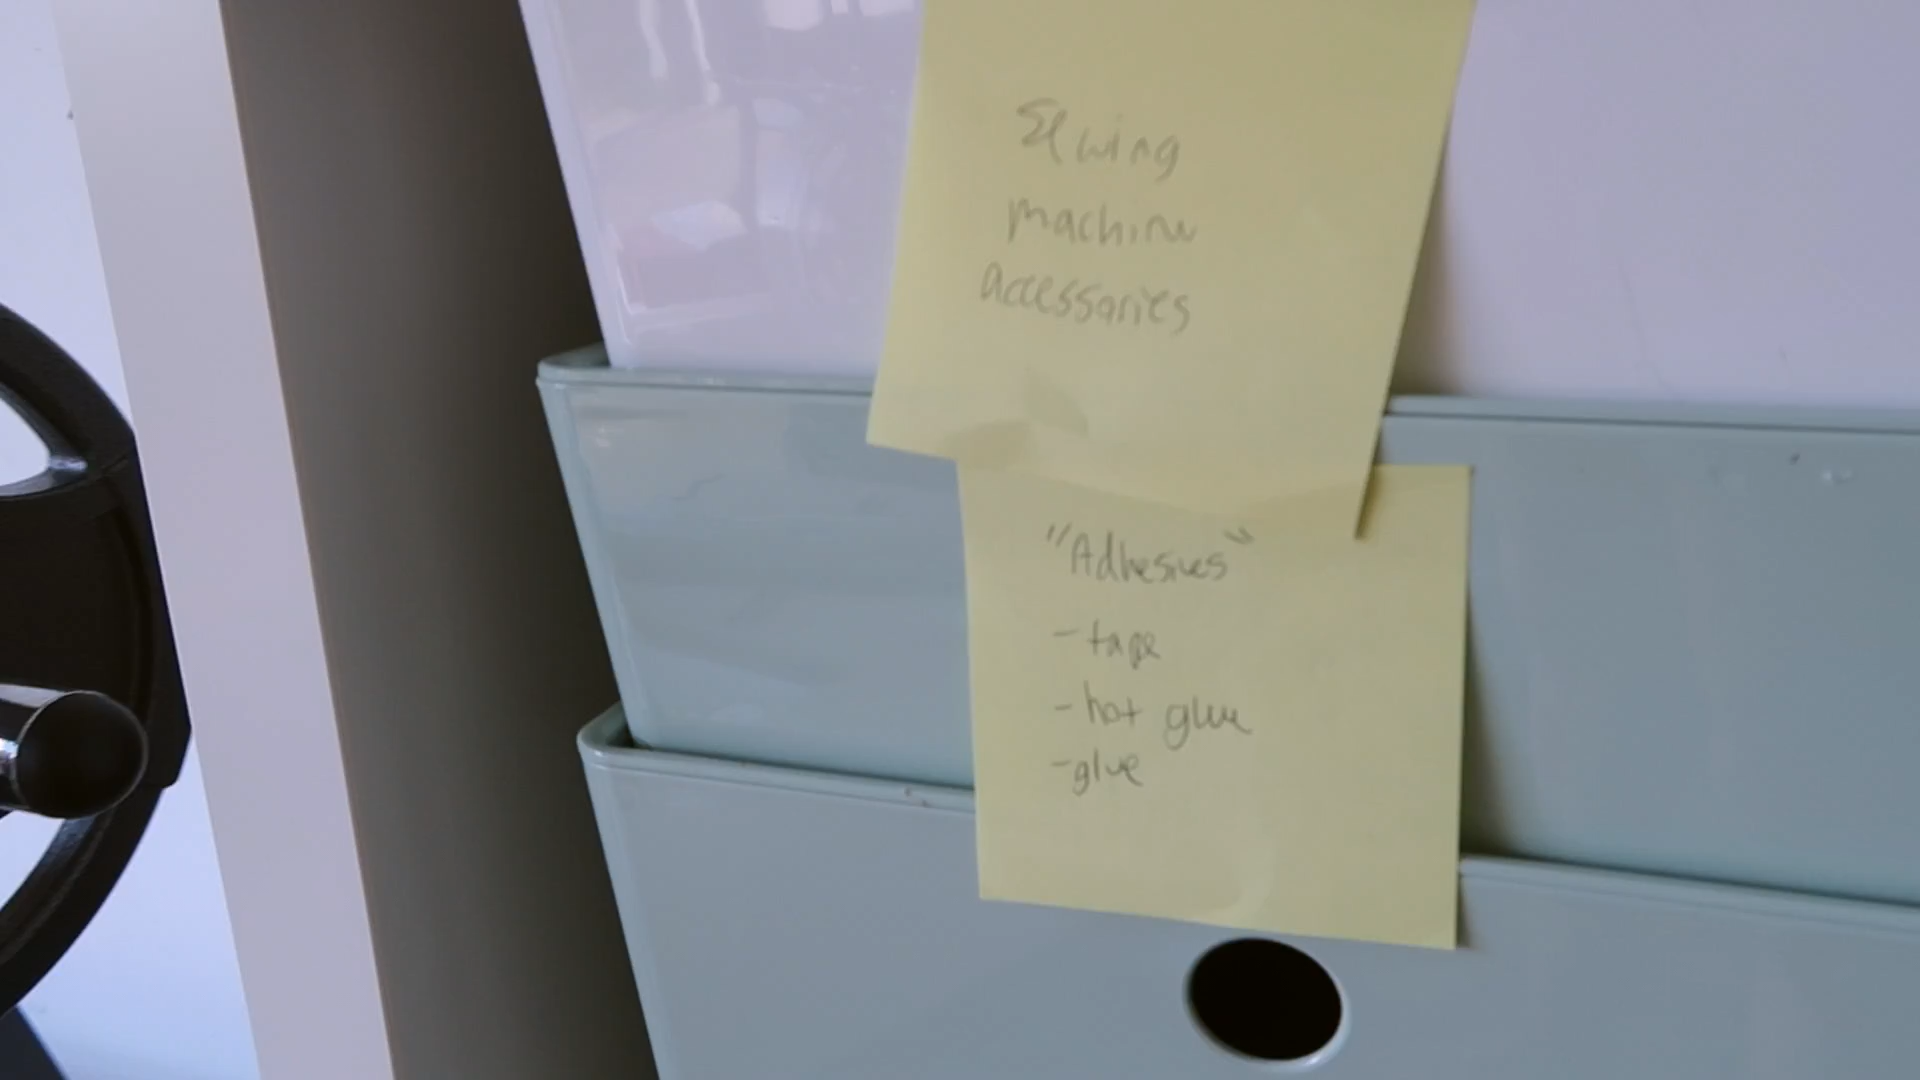 Sewing
machine
accessories
"Adhesives"
- tape
- hot glue
- glue